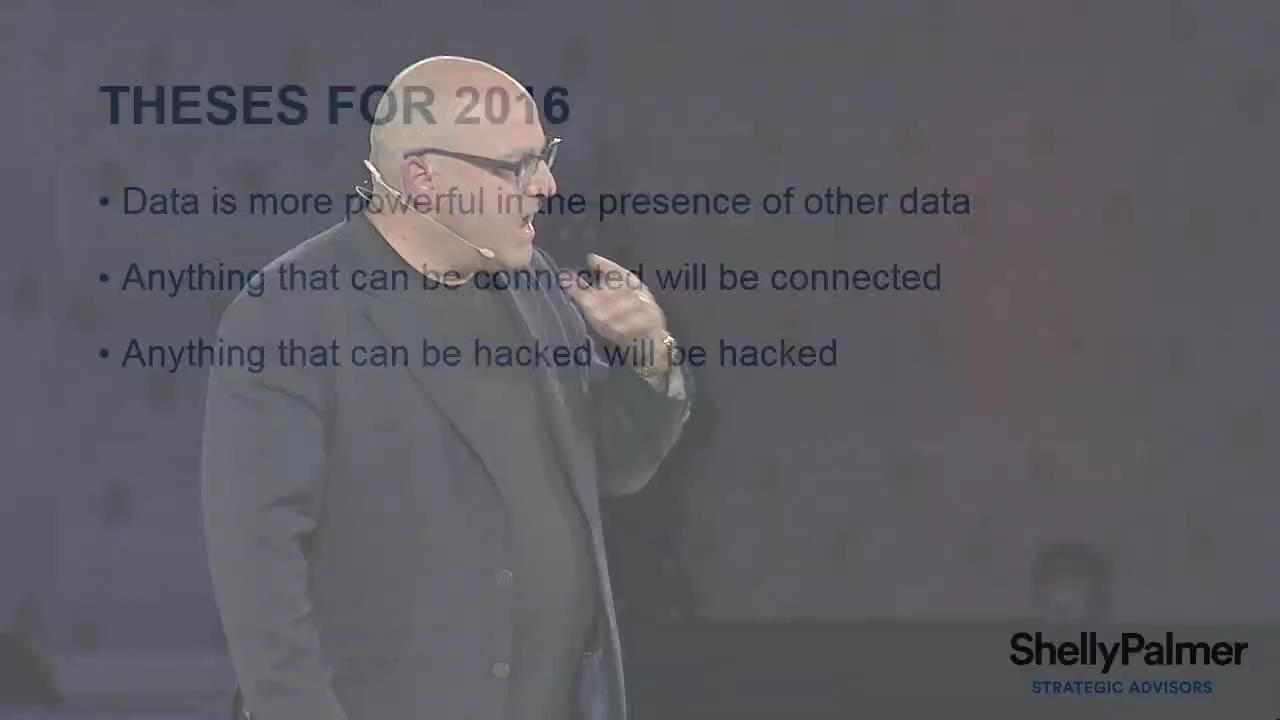 THESES FOR 2016
• Data is more powerful in the presence of other data
• Anything that can be connected will be connected
• Anything that can be hacked will be hacked
ShellyPalmer
STRATEGIC ADVISORS